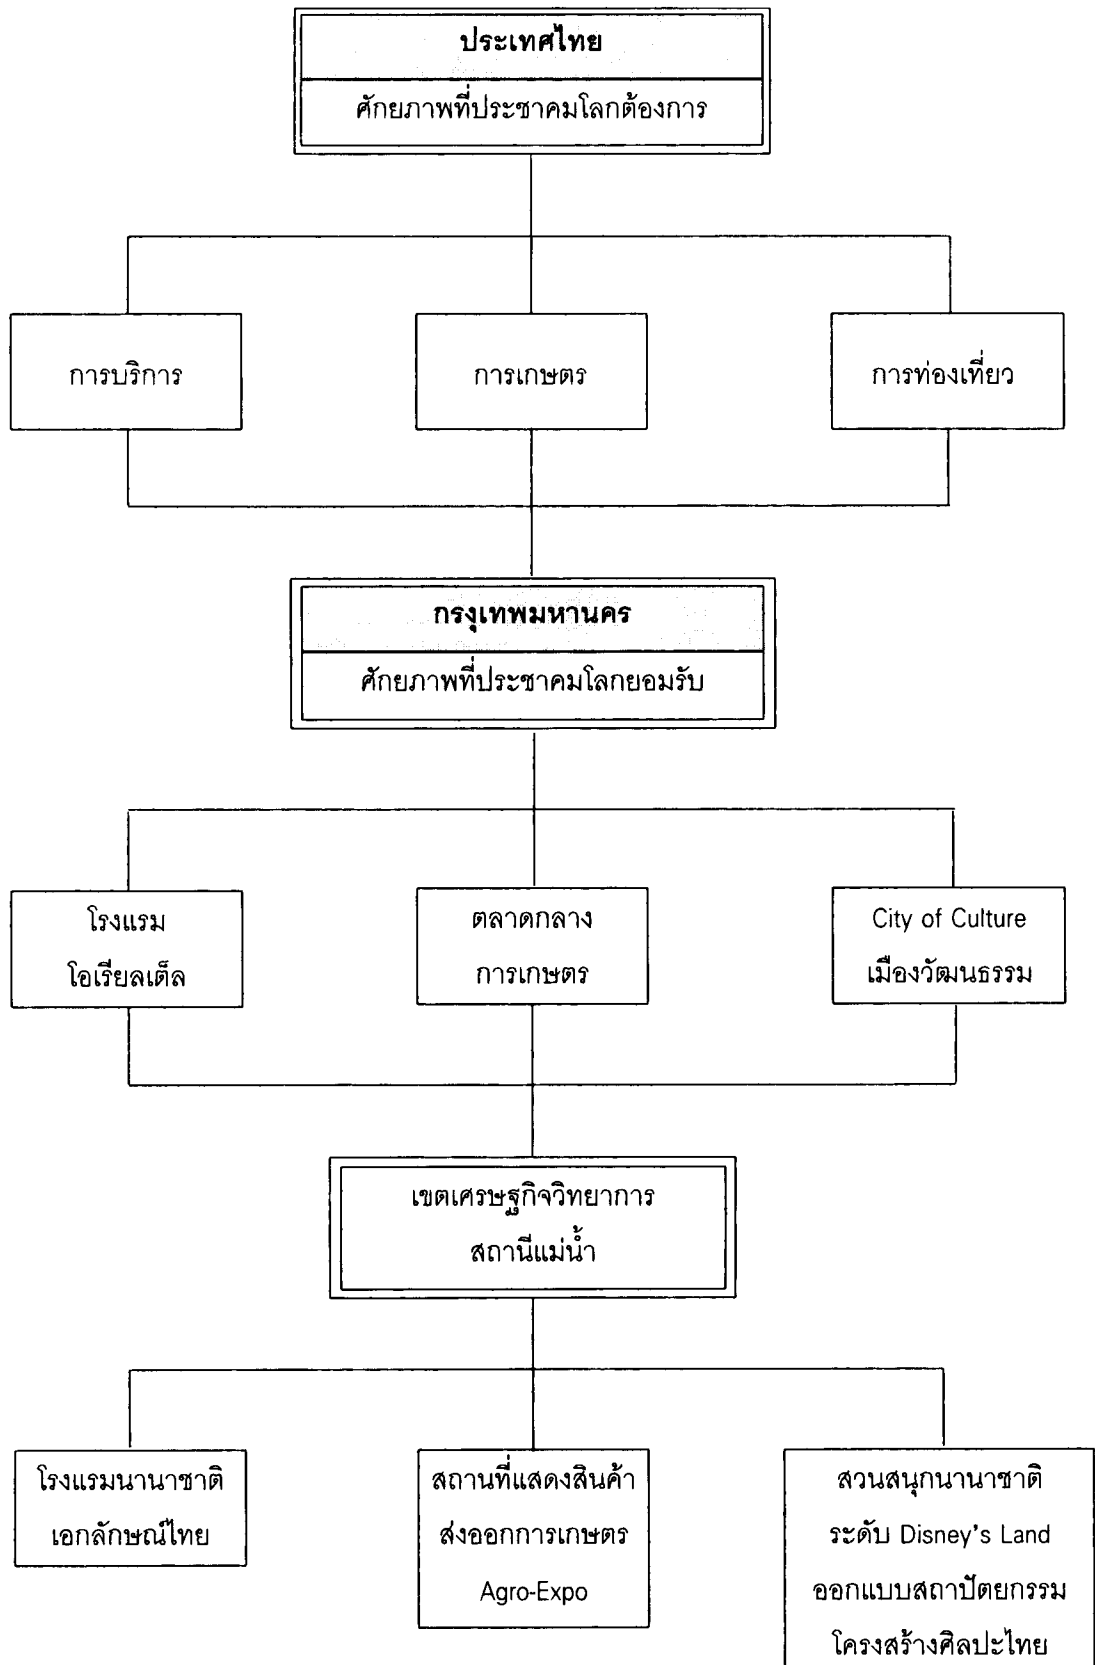 ประเทศไทย
ศักยภาพที่ประชาคมโลกต้องการ
การบริการ
การเกษตร
การท่องเที่ยว
กรุงเทพมหานคร
ศักยภาพที่ประชาคมโลกยอมรับ
โรงแรม
โอเรียลเต็ล
ตลาดกลาง
การเกษตร
City of Culture
เมืองวัฒนธรรม
เขตเศรษฐกิจวิทยาการ
สถานีแม่น้ำ
โรงแรมนานาชาติ
เอกลักษณ์ไทย
สถานที่แสดงสินค้า
ส่งออกการเกษตร
Agro-Expo
สวนสนุกนานาชาติ
ระดับ Disney's Land
ออกแบบสถาปัตยกรรม
โครงสร้างศิลปะไทย